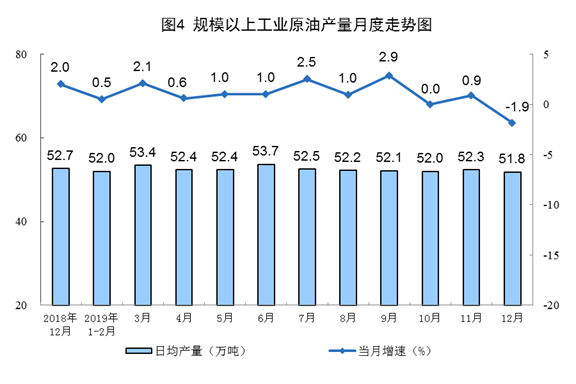 图4 规模以上工业原油产量月度走势图
80
60
40
20
5
0
-5
-10
-15
-20
2.0
0.5
2.1
0.6
1.0
1.0
2.5
1.0
2.9
0.0
0.9
-1.9
52.7
52.0
53.4
52.4
52.4
53.7
52.5
52.2
52.1
52.0
52.3
51.8
2018年
12月
2019年
1-2月
3月
4月
5月
6月
7月
8月
9月
10月
11月
12月
日均产量（万吨）
当月增速（%）